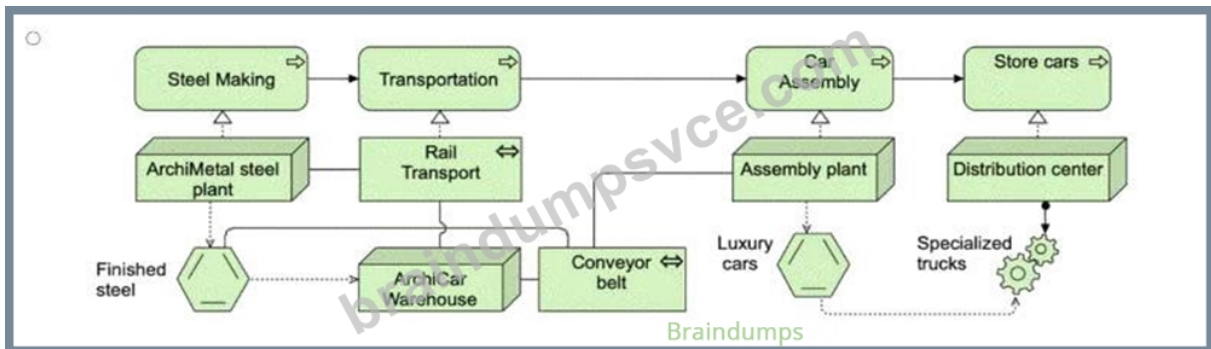 Steel Making
Transportation
Car
Assembly
Store cars
ArchiMetal steel
plant
Rail
Transport
Assembly plant
Distribution center
Finished
steel
ArchiCar
Warehouse
Conveyor
belt
Luxury
cars
Specialized
trucks
braindumpsvce.com
Braindumps